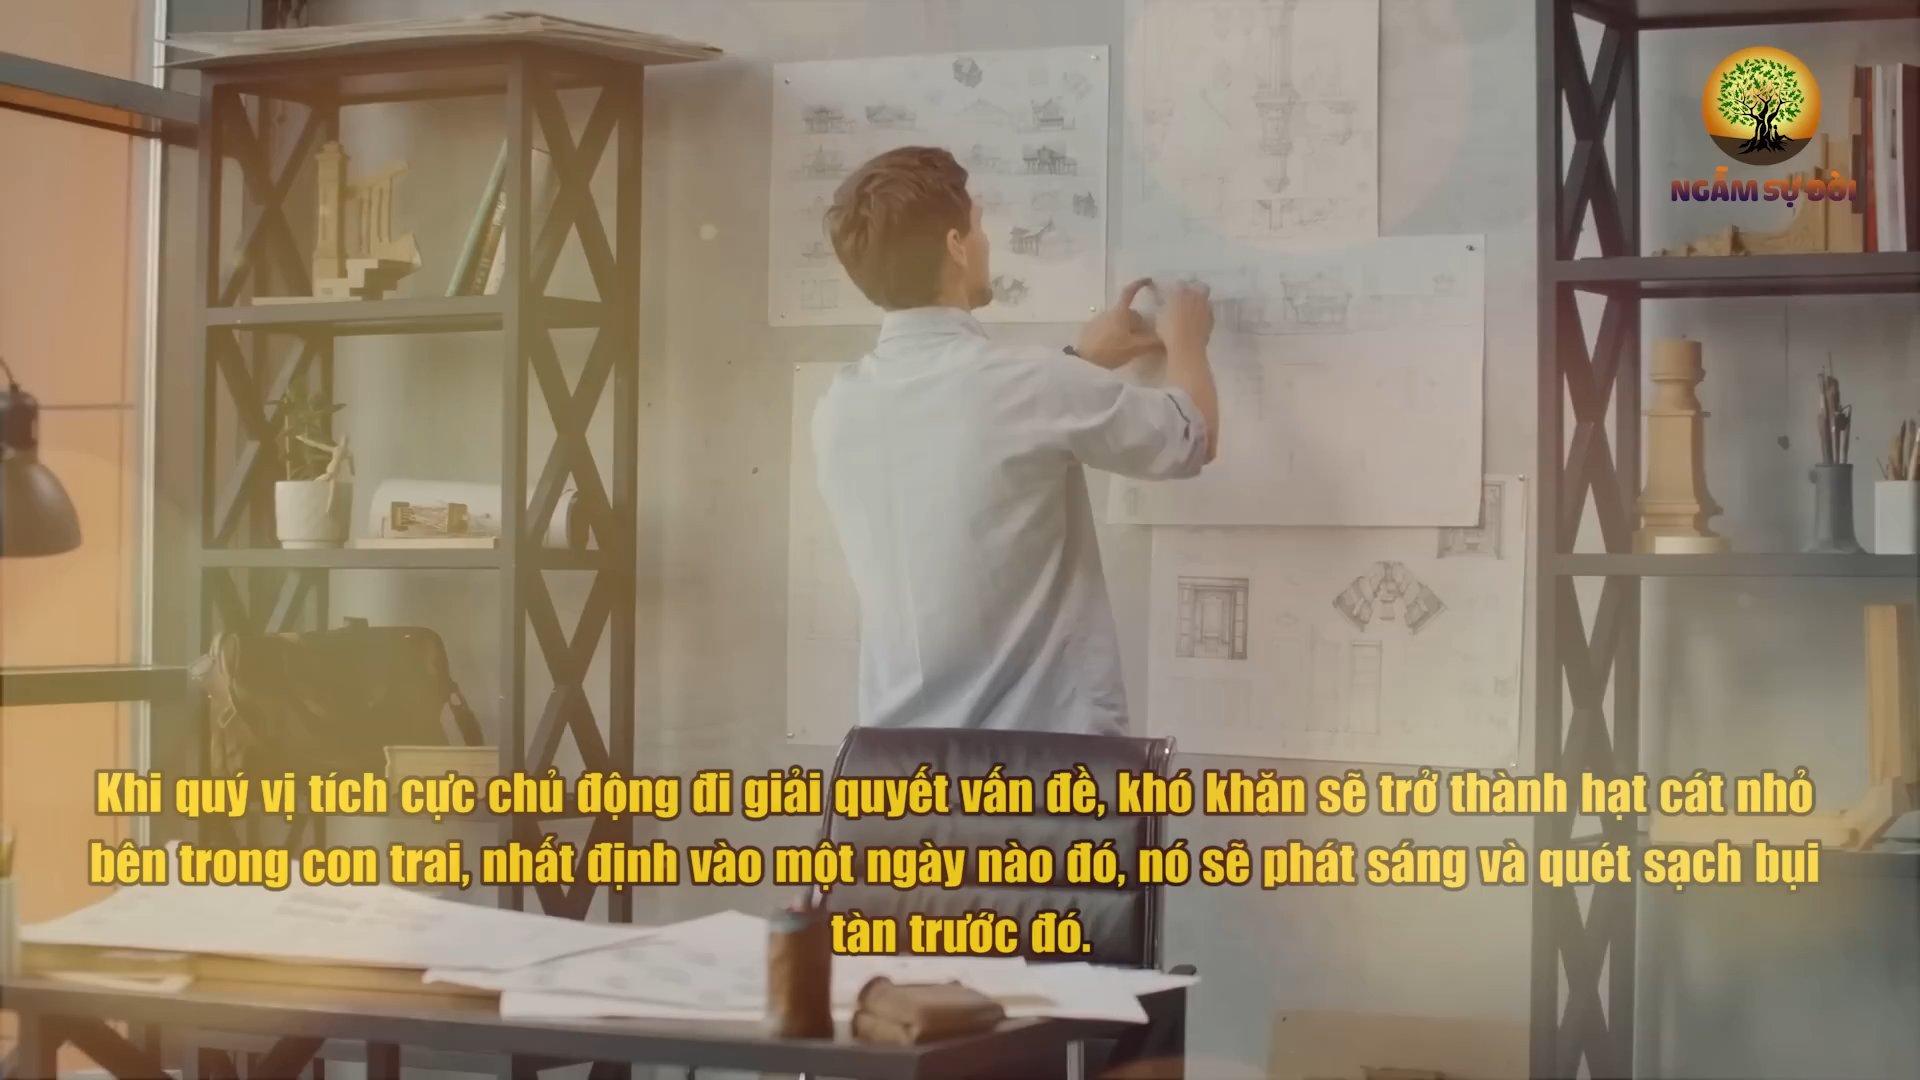 NGẪM SỰ ĐỜI
Khi quý vị tích cực chủ động đi giải quyết vấn đề, khó khăn sẽ trở thành hạt cát nhỏ
bên trong con trai, nhất định vào một ngày nào đó, nó sẽ phát sáng và quét sạch bụi
tàn trước đó.